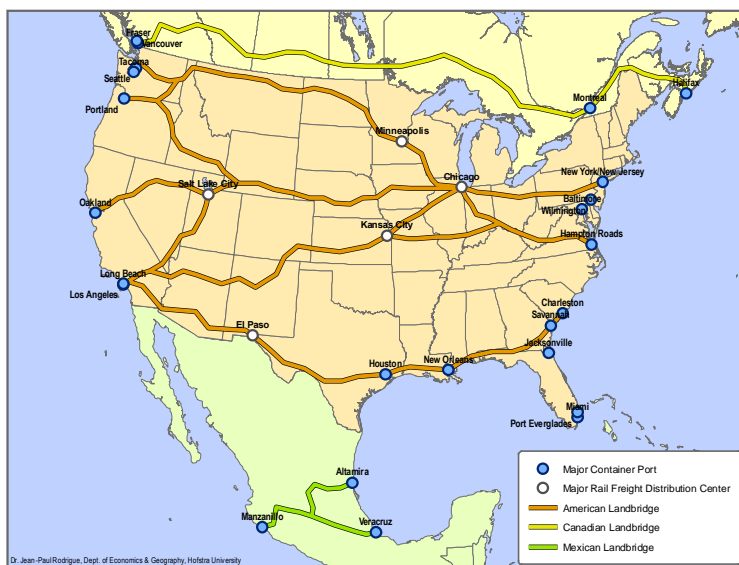 Fraser
Vancouver
Tacoma
Seattle
Portland
Halifax
Montreal
Minneapolis
Chicago
Salt Lake City
New York/New Jersey
Baltimore
Wilmington
Oakland
Kansas City
Hampton Roads
Long Beach
Los Angeles
Charleston
Savannah
El Paso
Jacksonville
Houston
New Orleans
Miami
Port Everglades
Altamira
Manzanillo
Veracruz
Major Container Port
Major Rail Freight Distribution Center
American Landbridge
Canadian Landbridge
Mexican Landbridge
Dr. Jean-Paul Rodrigue, Dept. of Economics & Geography, Hofstra University